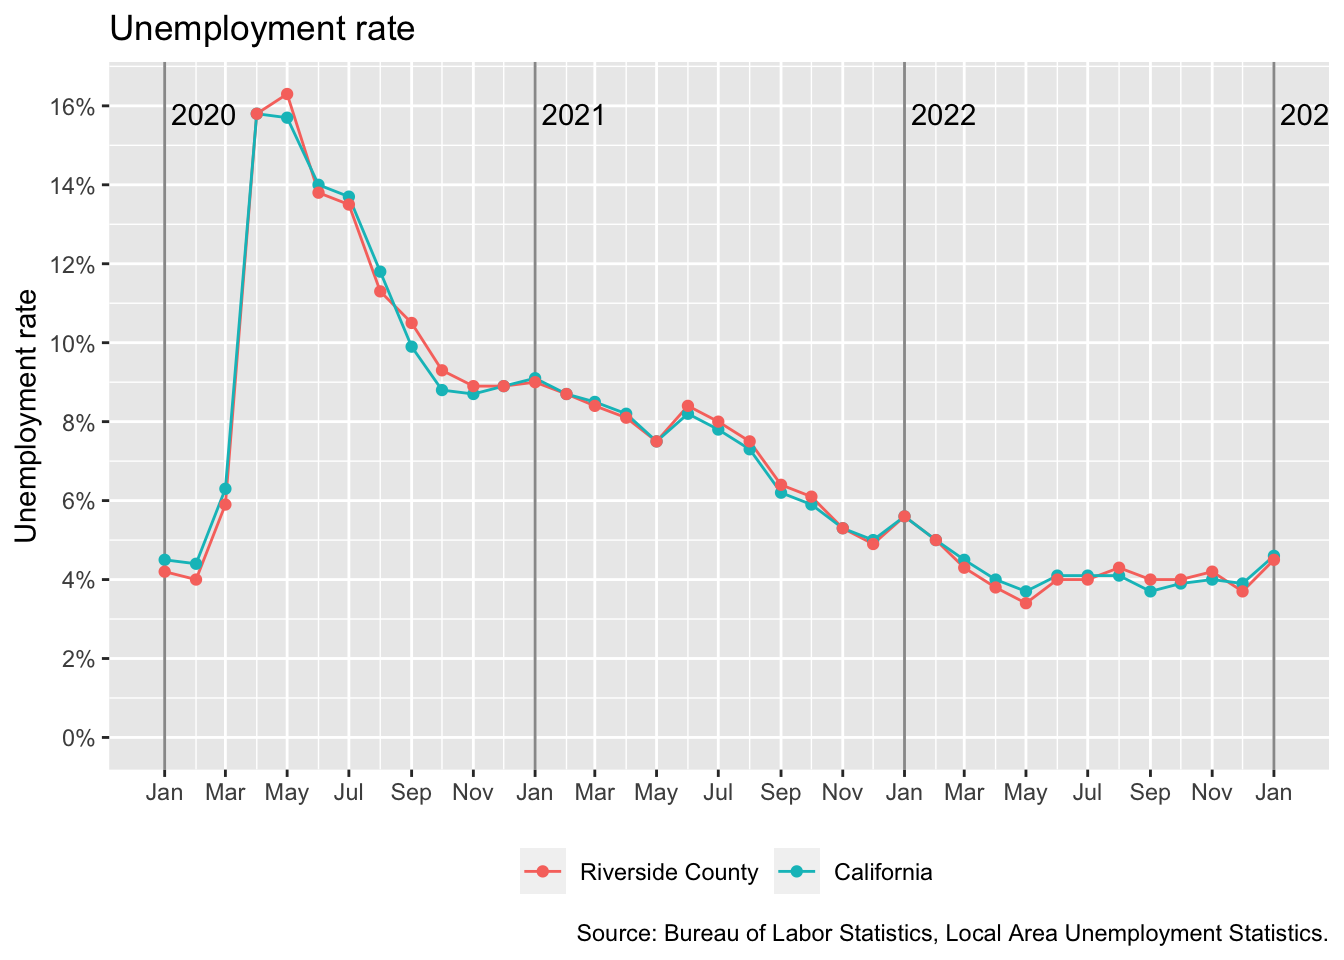 Unemployment rate
Unemployment rate
16%
14%
12%
10%
8%
6%
4%
2%
0%
2020
2021
2022
202
Jan Mar May Jul Sep Nov Jan Mar May Jul Sep Nov Jan Mar May Jul Sep Nov Jan
Riverside County California
Source: Bureau of Labor Statistics, Local Area Unemployment Statistics.